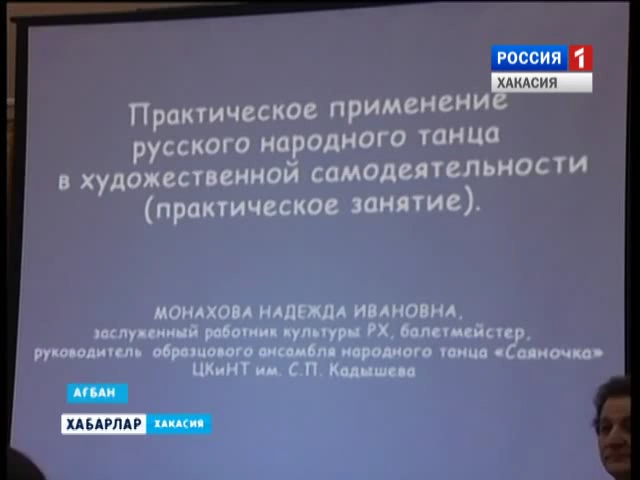 РОССИЯ 1
ХАКАСИЯ
Практическое применение
русского народного танца
в художественной самодеятельности
(практическое занятие).
МОНАХОВА НАДЕЖДА ИВАНОВНА,
заслуженный работник культуры РХ, балетмейстер,
руководитель образцового ансамбля народного танца «Саяночка»
ЦКиНТ им. С.П. Кадышева
АҒБАН
ХАБАРЛАР ХАКАСИЯ